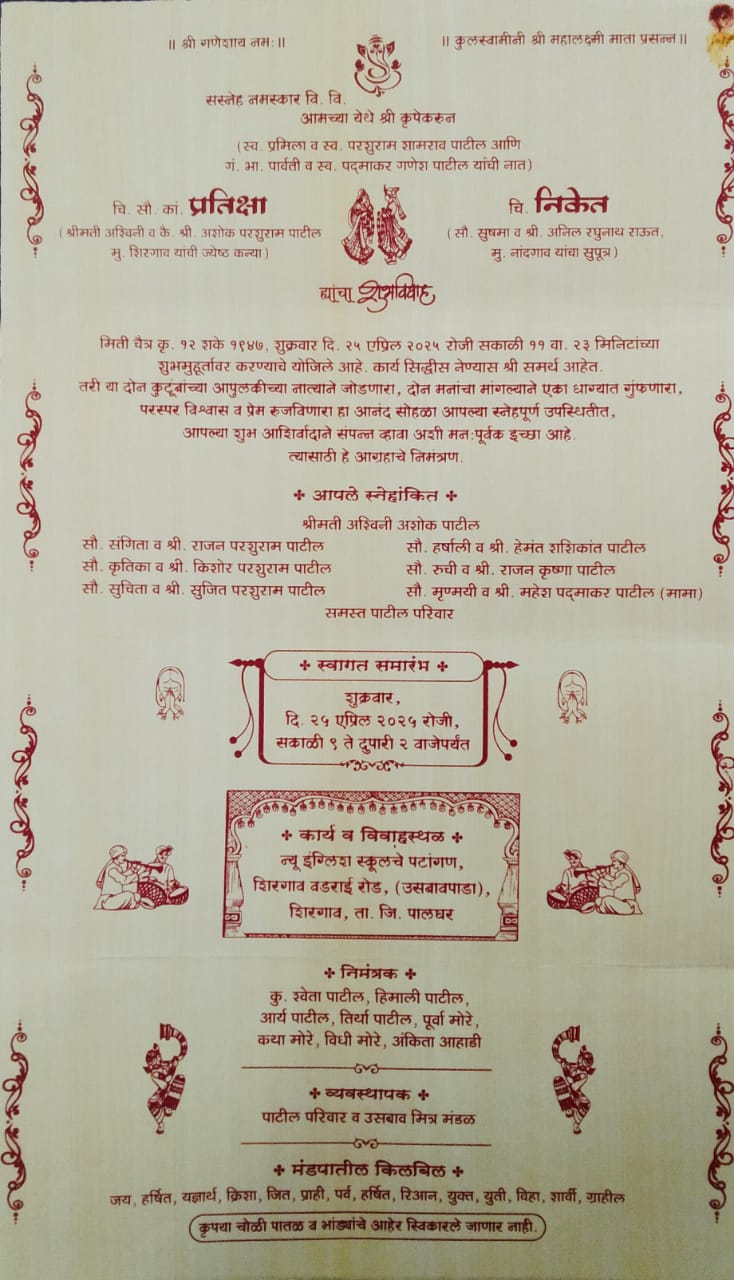 ॥ श्री गणेशाय नमः॥
॥ कुलस्वामीनी श्री महालक्ष्मी माता प्रसन्न॥
सस्नेह नमस्कार वि. वि.
आमच्या येथे श्री कृपेकरुन
(स्व. प्रमिला व स्व. परशुराम शामराव पाटील आणि
गं. भा. पार्वती व स्व. पद्माकर गणेश पाटील यांची नात)
चि. सौ. कां. प्रतिक्षा
(श्रीमती अश्विनी व कै. श्री. अशोक परशुराम पाटील
मु. शिरगाव यांची ज्येष्ठ कन्या)
चि. निकेत
(सौ. सुषमा व श्री. अनिल रघुनाथ राऊत,
मु. नांदगाव यांचा सुपूत्र)
ह्यांचा शुभविवाह
मिती चैत्र कृ. १२ शके १९४७, शुक्रवार दि. २५ एप्रिल २०२५ रोजी सकाळी ११ वा. २३ मिनिटांच्या
शुभमुहूर्तावर करण्याचे योजिले आहे. कार्य सिद्धीस नेण्यास श्री समर्थ आहेत.
तरी या दोन कुटूंबांच्या आपुलकीच्या नात्याने जोडणारा, दोन मनांचा मांगल्याने एका धाग्यात गुंफणारा,
परस्पर विश्वास व प्रेम रुजविणारा हा आनंद सोहळा आपल्या स्नेहपूर्ण उपस्थितीत,
आपल्या शुभ आशिर्वादाने संपन्न व्हावा अशी मन:पूर्वक इच्छा आहे.
त्यासाठी हे आग्रहाचे निमंत्रण.
✤ आपले स्नेहांकित ✤
श्रीमती अश्विनी अशोक पाटील
सौ. संगिता व श्री. राजन परशुराम पाटील
सौ. कृतिका व श्री. किशोर परशुराम पाटील
सौ. सुचिता व श्री. सुजित परशुराम पाटील
सौ. हर्षाली व श्री. हेमंत शशिकांत पाटील
सौ. रुची व श्री. राजन कृष्णा पाटील
सौ. मृण्मयी व श्री. महेश पद्माकर पाटील (मामा)
समस्त पाटील परिवार
✤ स्वागत समारंभ ✤
शुक्रवार,
दि. २५ एप्रिल २०२५ रोजी,
सकाळी ९ ते दुपारी २ वाजेपर्यंत
✤ कार्य व विवाहस्थळ ✤
न्यू इंग्लिश स्कूलचे पटांगण,
शिरगाव वडराई रोड, (उसबावपाडा),
शिरगाव, ता. जि. पालघर
✤ निमंत्रक ✤
कु. श्वेता पाटील, हिमाली पाटील,
आर्य पाटील, तिर्था पाटील, पूर्वा मोरे,
कथा मोरे, विधी मोरे, अंकिता आहाडी
✤ व्यवस्थापक ✤
पाटील परिवार व उसबाव मित्र मंडळ
✤ मंडपातील किलबिल ✤
जय, हर्षित, यज्ञार्थ, क्रिशा, जित, प्राही, पर्व, हर्षित, रिआन, युक्त, युती, विहा, शार्वी, ग्राहील
कृपया चोळी पातळ व भांड्यांचे आहेर स्विकारले जाणार नाही.